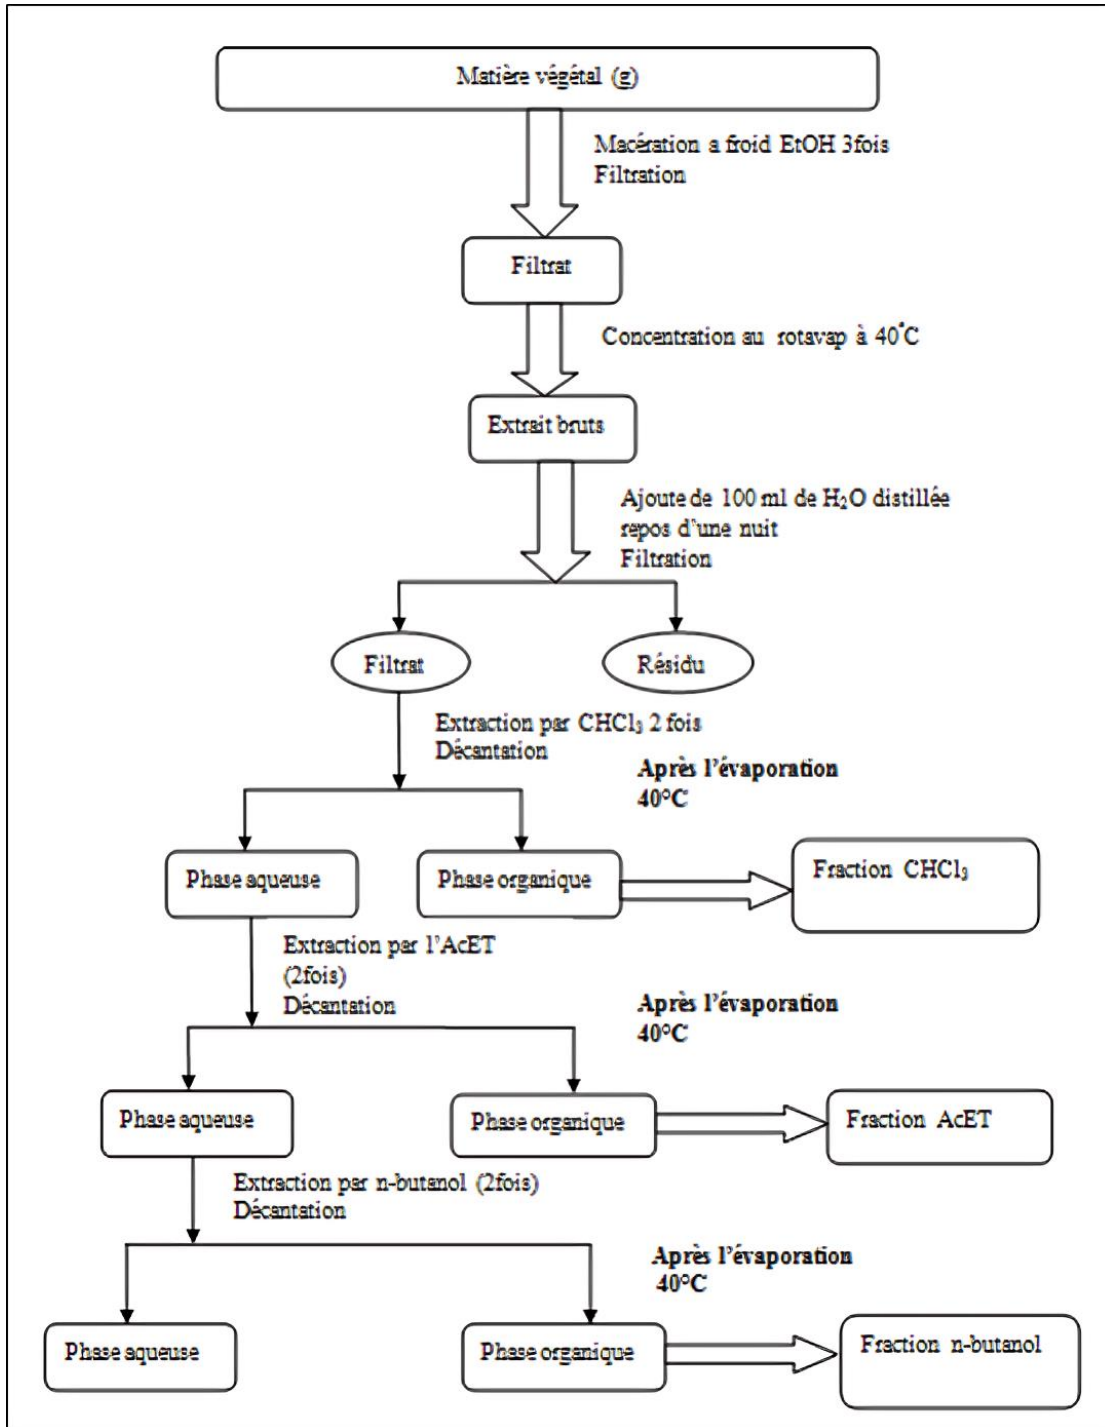 Matière végétal (g)
Macération a froid EtOH 3fois
Filtration
Filtrat
Concentration au rotavap à 40°C
Extrait bruts
Ajoute de 100 ml de H₂O distillée
repos d'une nuit
Filtration
Filtrat
Résidu
Extraction par CHCl₃ 2 fois
Décantation
Après l'évaporation
40°C
Phase aqueuse
Phase organique
Fraction CHCl₃
Extraction par l'AcET
(2fois)
Décantation
Après l'évaporation
40°C
Phase aqueuse
Phase organique
Fraction AcET
Extraction par n-butanol (2fois)
Décantation
Après l'évaporation
40°C
Phase aqueuse
Phase organique
Fraction n-butanol